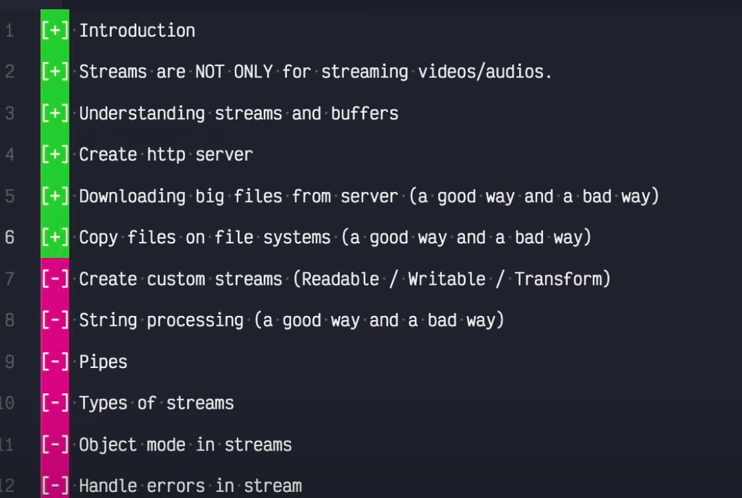 1 [+] Introduction
2 [+] Streams are NOT ONLY for streaming videos/audios.
3 [+] Understanding streams and buffers
4 [+] Create http server
5 [+] Downloading big files from server (a good way and a bad way)
6 [+] Copy files on file systems (a good way and a bad way)
7 [-] Create custom streams (Readable / Writable / Transform)
8 [-] String processing (a good way and a bad way)
9 [-] Pipes
10 [-] Types of streams
11 [-] Object mode in streams
12 [-] Handle errors in stream